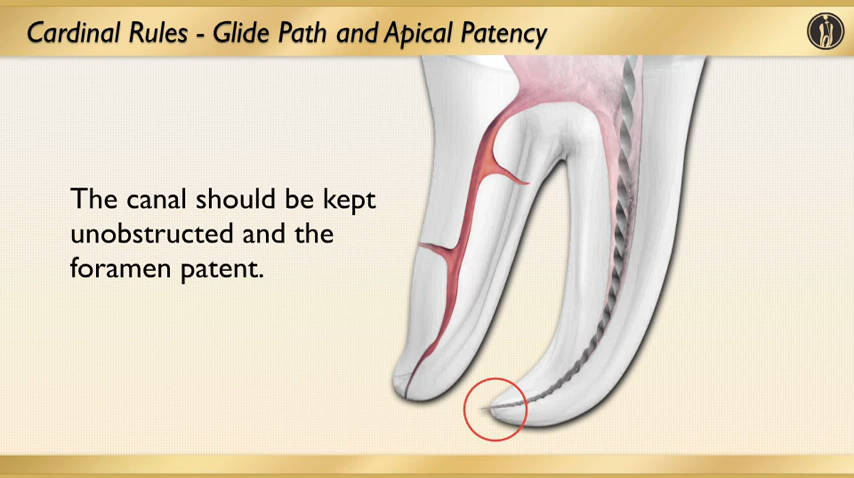 Cardinal Rules - Glide Path and Apical Patency
The canal should be kept
unobstructed and the
foramen patent.